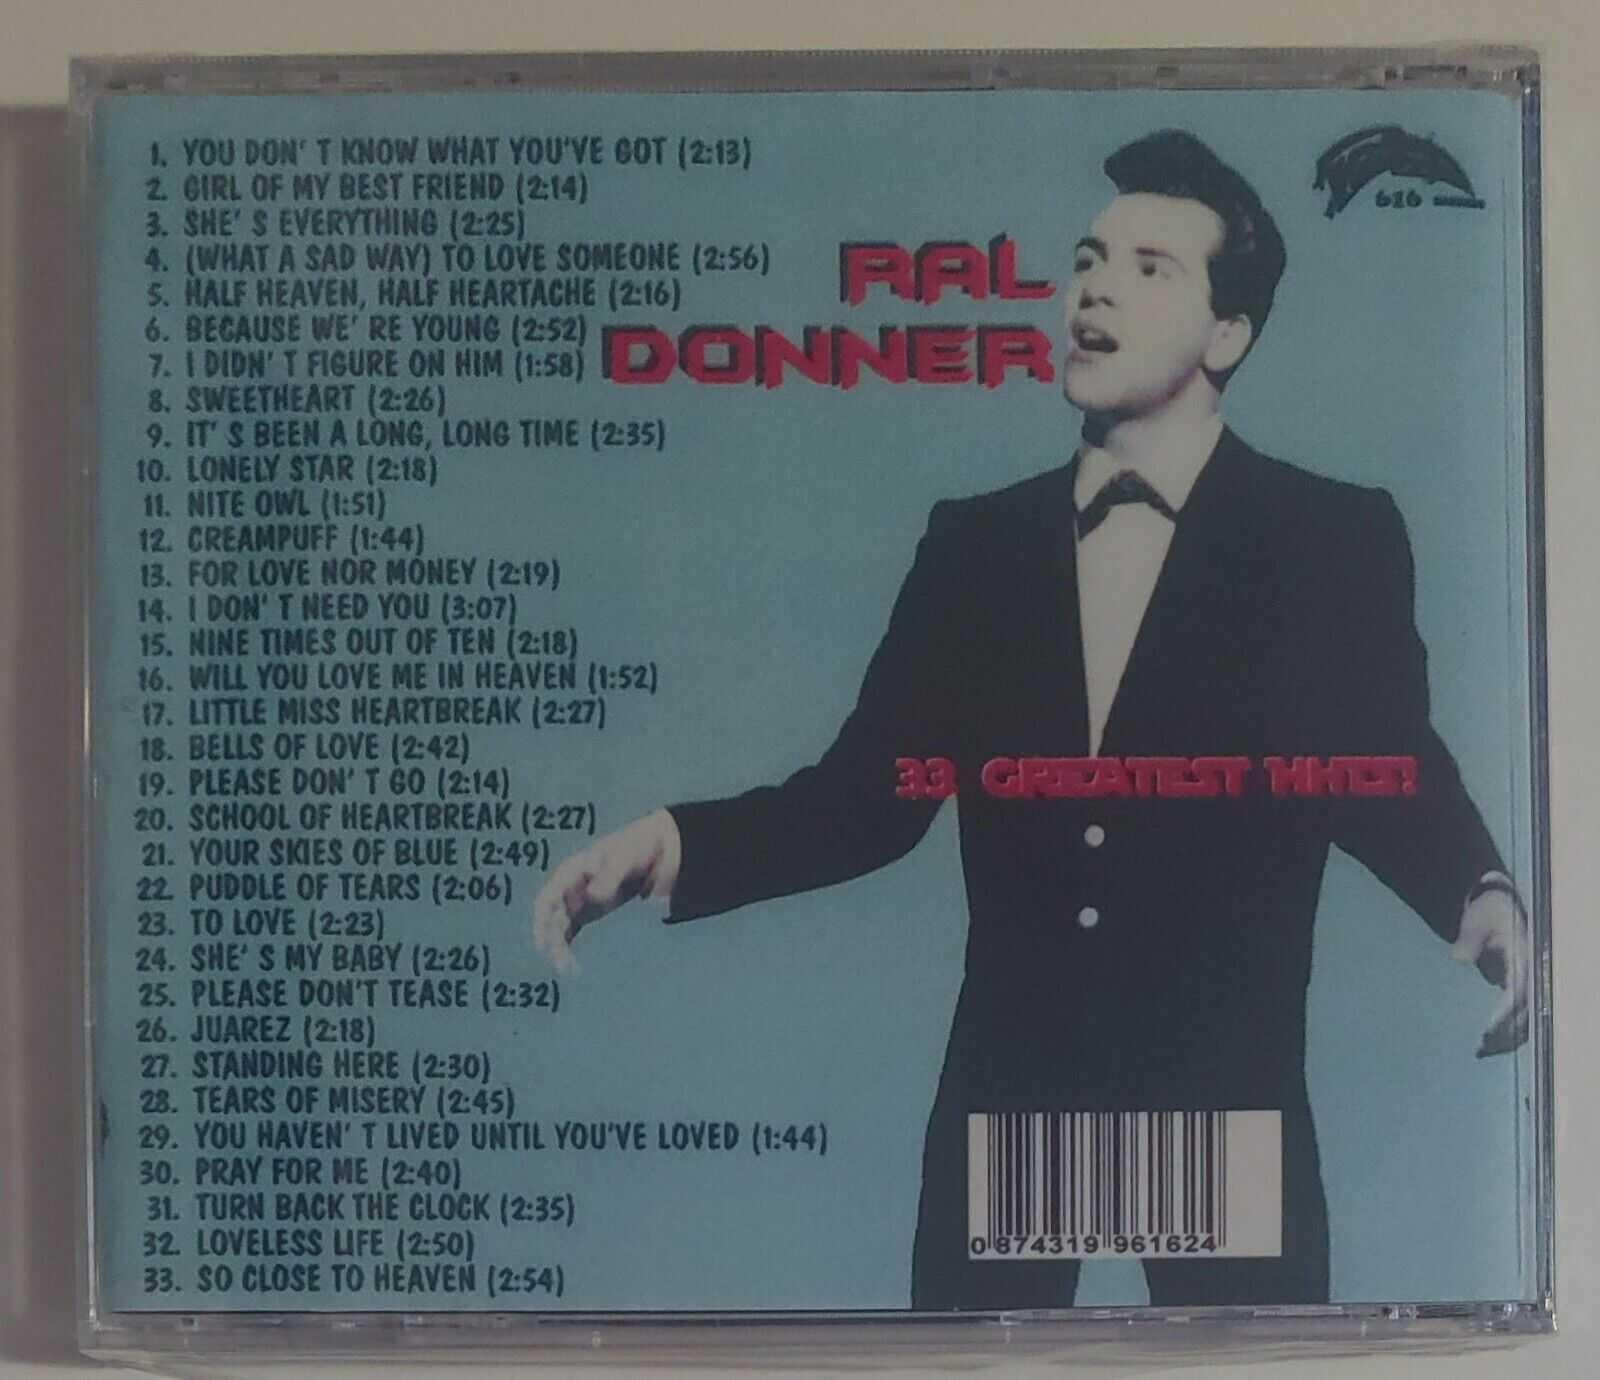 1. YOU DON' T KNOW WHAT YOU'VE GOT (2:13)
2. GIRL OF MY BEST FRIEND (2:14)
3. SHE' S EVERYTHING (2:25)
4. (WHAT A SAD WAY) TO LOVE SOMEONE (2:56)
5. HALF HEAVEN, HALF HEARTACHE (2:16)
6. BECAUSE WE' RE YOUNG (2:52)
7. I DIDN' T FIGURE ON HIM (1:58)
8. SWEETHEART (2:26)
9. IT' S BEEN A LONG, LONG TIME (2:35)
10. LONELY STAR (2:18)
11. NITE OWL (1:51)
12. CREAMPUFF (1:44)
13. FOR LOVE NOR MONEY (2:19)
14. I DON' T NEED YOU (3:07)
15. NINE TIMES OUT OF TEN (2:18)
16. WILL YOU LOVE ME IN HEAVEN (1:52)
17. LITTLE MISS HEARTBREAK (2:27)
18. BELLS OF LOVE (2:42)
19. PLEASE DON' T GO (2:14)
20. SCHOOL OF HEARTBREAK (2:27)
21. YOUR SKIES OF BLUE (2:49)
22. PUDDLE OF TEARS (2:06)
23. TO LOVE (2:23)
24. SHE' S MY BABY (2:26)
25. PLEASE DON'T TEASE (2:32)
26. JUAREZ (2:18)
27. STANDING HERE (2:30)
28. TEARS OF MISERY (2:45)
29. YOU HAVEN' T LIVED UNTIL YOU'VE LOVED (1:44)
30. PRAY FOR ME (2:40)
31. TURN BACK THE CLOCK (2:35)
32. LOVELESS LIFE (2:50)
33. SO CLOSE TO HEAVEN (2:54)
RAL
DONNER
616
33 GREATEST HITS!
0 874319 961624